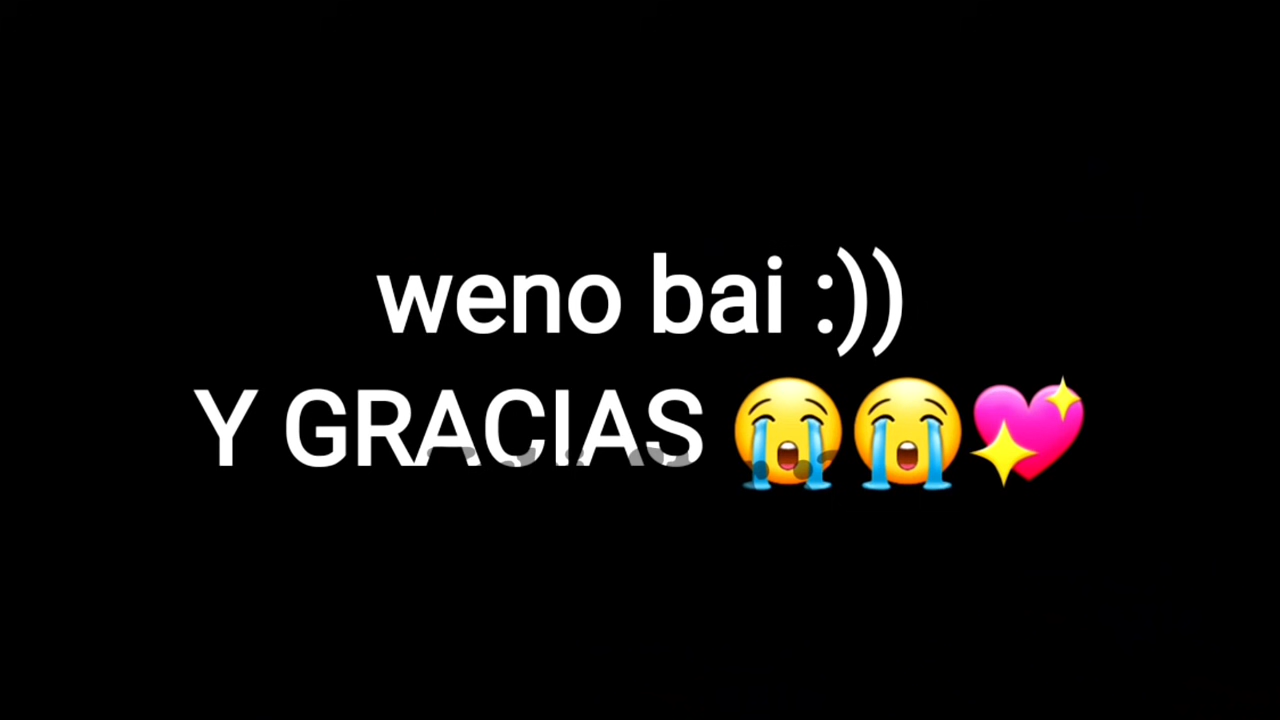 weno bai :))
Y GRACIAS 😭😭💖